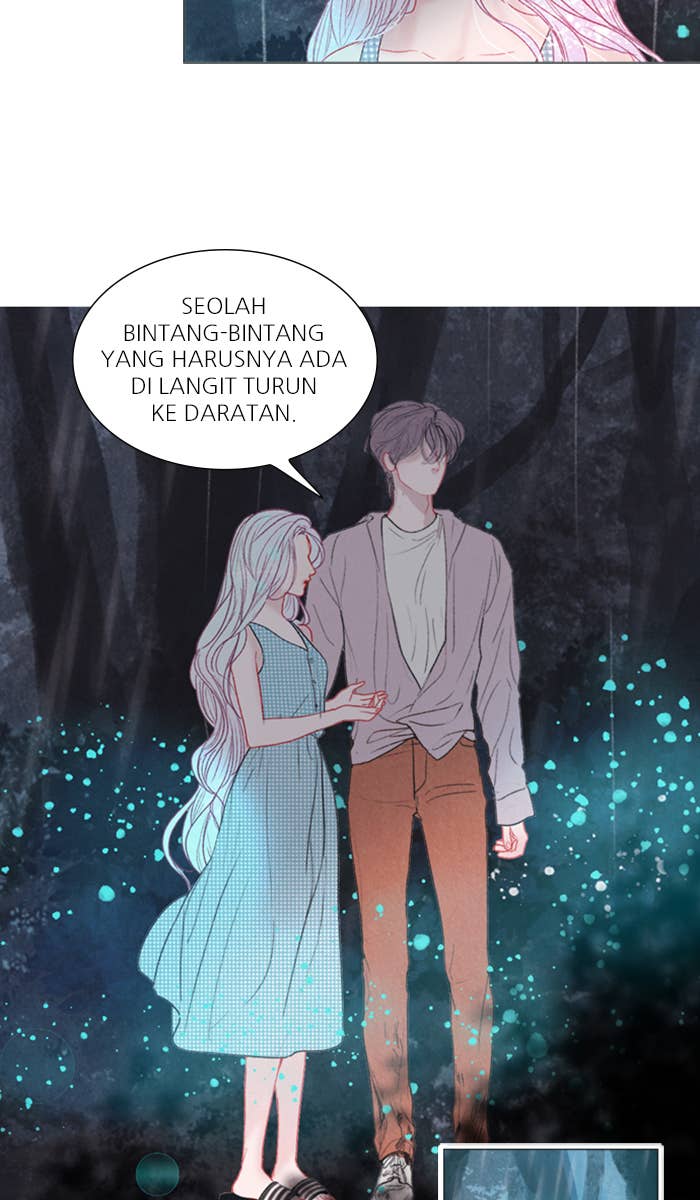 SEOLAH
BINTANG-BINTANG
YANG HARUSNYA ADA
DI LANGIT TURUN
KE DARATAN.